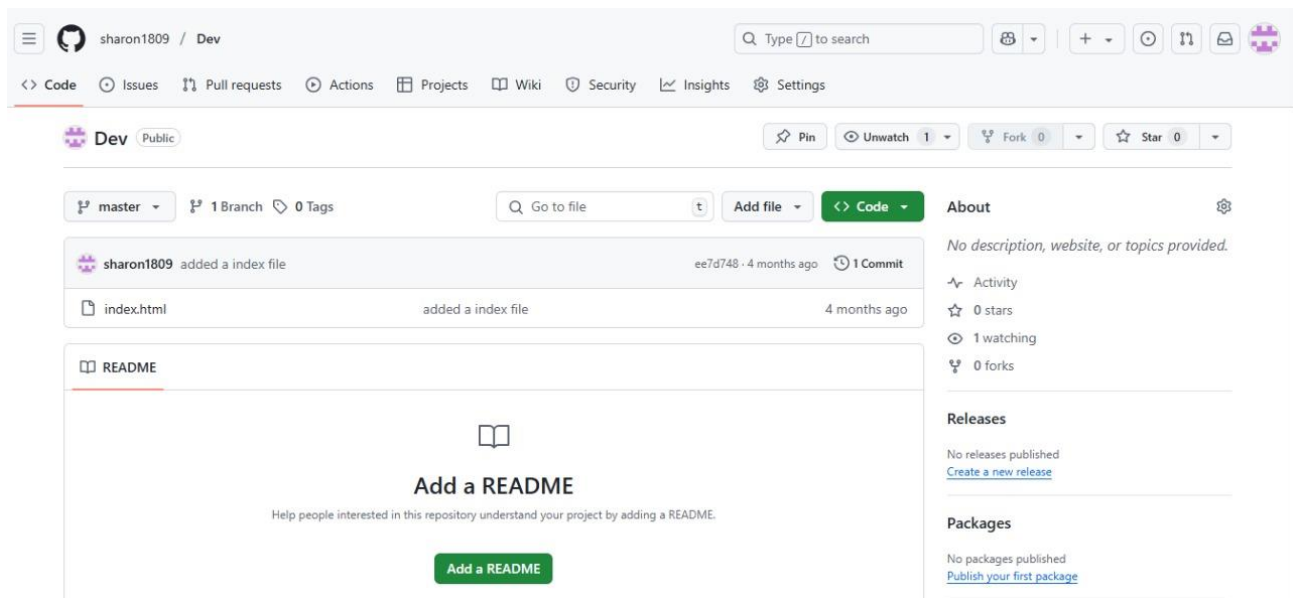 sharon1809 / Dev
Type / to search
Code Issues Pull requests Actions Projects Wiki Security Insights Settings
Dev Public
Pin Unwatch 1 Fork 0 Star 0
master 1 Branch 0 Tags
Go to file t
Add file
Code
sharon1809 added a index file ee7d748 · 4 months ago 1 Commit
index.html added a index file 4 months ago
README
Add a README
Help people interested in this repository understand your project by adding a README.
Add a README
About
No description, website, or topics provided.
Activity
0 stars
1 watching
0 forks
Releases
No releases published
Create a new release
Packages
No packages published
Publish your first package